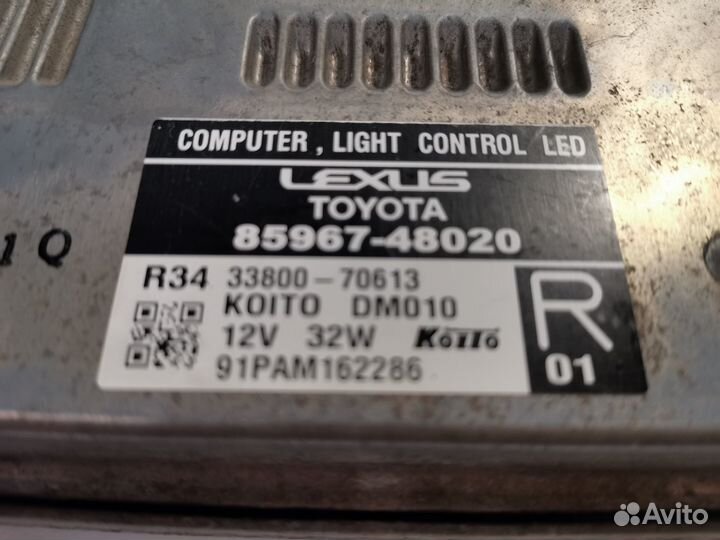 COMPUTER , LIGHT CONTROL LED
LEXUS
TOYOTA
85967-48020
R34 33800-70613
KOITO DM010
12V 32W KOITO
91PAM162286
R
01
1 Q
Avito